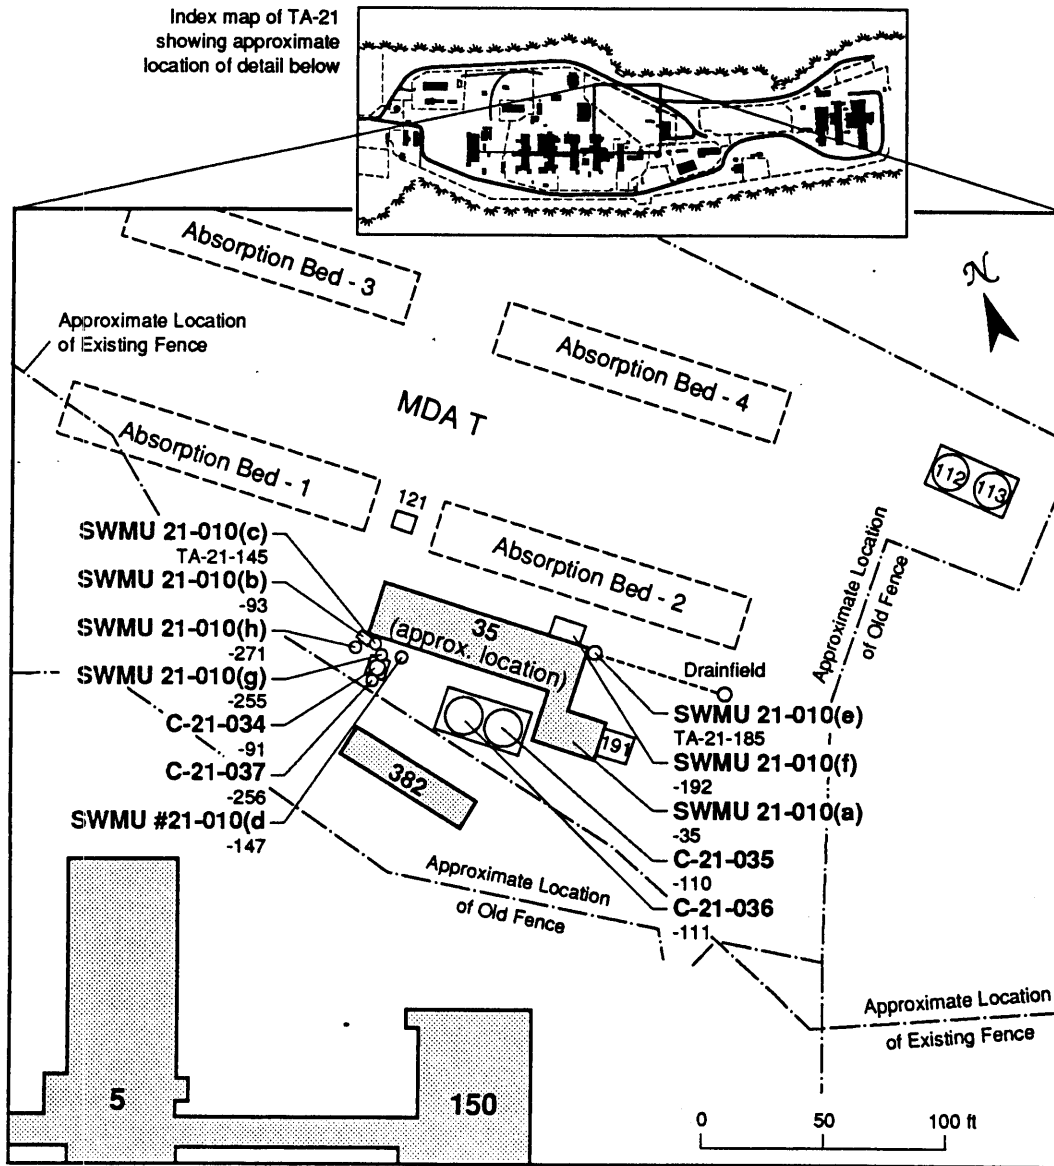 Index map of TA-21
showing approximate
location of detail below
N
Absorption Bed - 3
Approximate Location
of Existing Fence
Absorption Bed - 4
MDA T
Absorption Bed - 1
112
113
121
Absorption Bed - 2
SWMU 21-010(c)
TA-21-145
SWMU 21-010(b)
-93
SWMU 21-010(h)
-271
SWMU 21-010(g)
-255
C-21-034
-91
C-21-037
-256
SWMU #21-010(d
-147
35
(approx. location)
382
191
Drainfield
SWMU 21-010(e)
TA-21-185
SWMU 21-010(f)
-192
SWMU 21-010(a)
-35
C-21-035
-110
C-21-036
-111
Approximate Location
of Old Fence
Approximate Location
of Old Fence
Approximate Location
of Existing Fence
5
150
0 50 100 ft